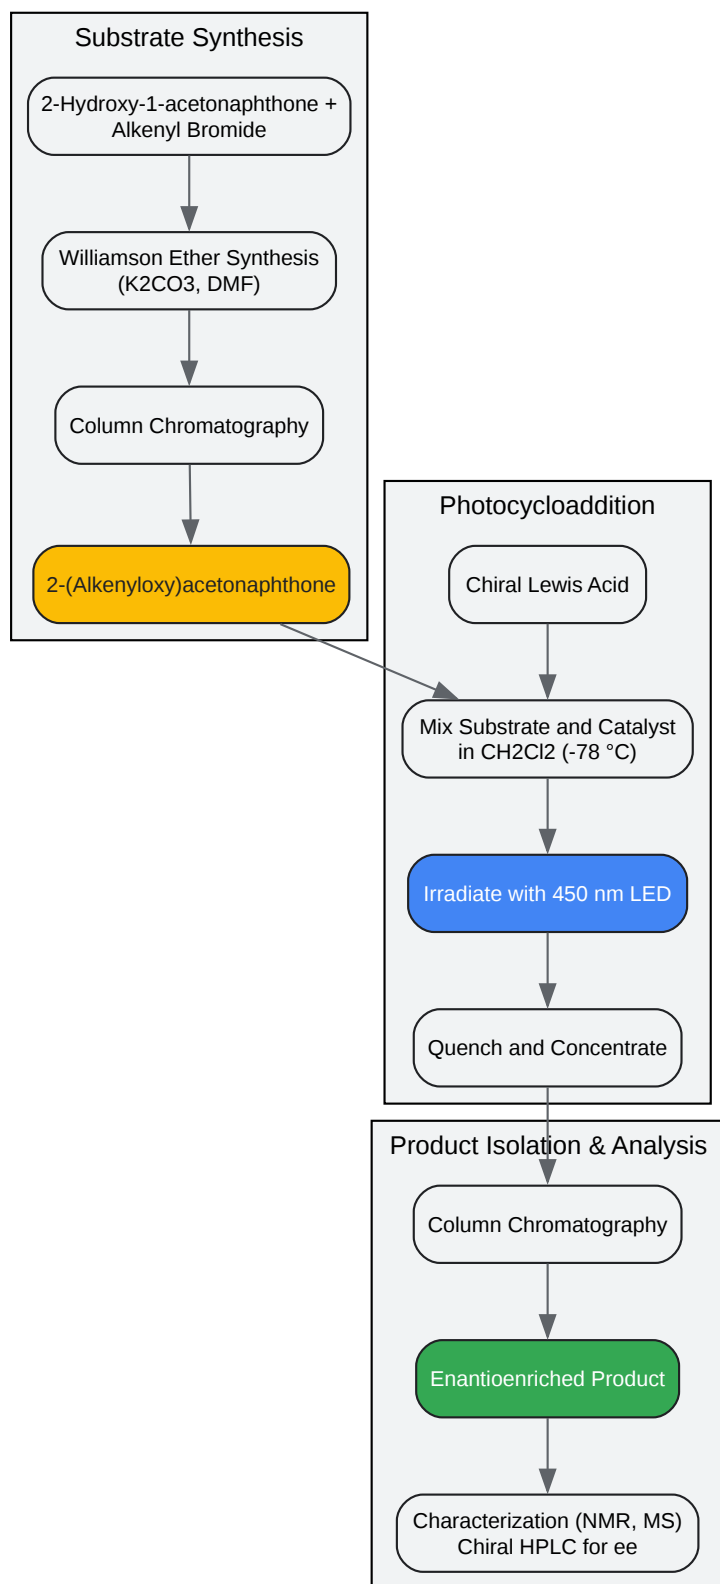 Substrate Synthesis
2-Hydroxy-1-acetonaphthone +
Alkenyl Bromide
Williamson Ether Synthesis
(K2CO3, DMF)
Column Chromatography
2-(Alkenyloxy)acetonaphthone
Photocycloaddition
Chiral Lewis Acid
Mix Substrate and Catalyst
in CH2Cl2 (-78 °C)
Irradiate with 450 nm LED
Quench and Concentrate
Product Isolation & Analysis
Column Chromatography
Enantioenriched Product
Characterization (NMR, MS)
Chiral HPLC for ee